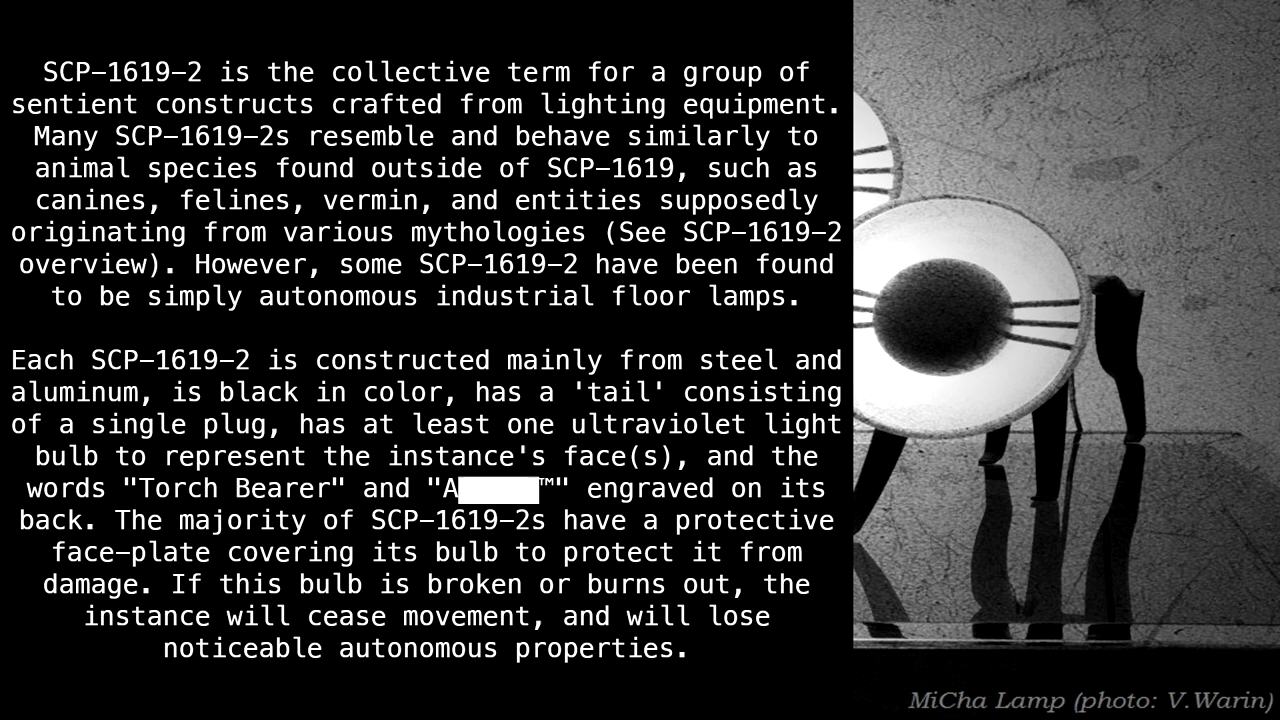 SCP-1619-2 is the collective term for a group of
sentient constructs crafted from lighting equipment.
Many SCP-1619-2s resemble and behave similarly to
animal species found outside of SCP-1619, such as
canines, felines, vermin, and entities supposedly
originating from various mythologies (See SCP-1619-2
overview). However, some SCP-1619-2 have been found
to be simply autonomous industrial floor lamps.
Each SCP-1619-2 is constructed mainly from steel and
aluminum, is black in color, has a 'tail' consisting
of a single plug, has at least one ultraviolet light
bulb to represent the instance's face(s), and the
words "Torch Bearer" and "A█████™" engraved on its
back. The majority of SCP-1619-2s have a protective
face-plate covering its bulb to protect it from
damage. If this bulb is broken or burns out, the
instance will cease movement, and will lose
noticeable autonomous properties.
MiCha Lamp (photo: V.Warin)